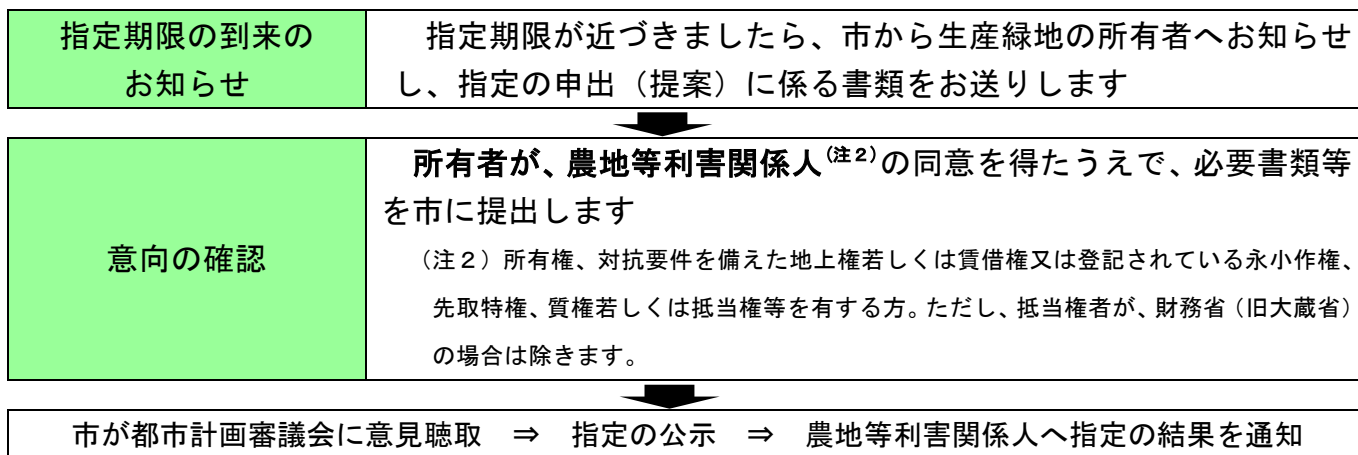 指定期限の到来の
お知らせ
指定期限が近づきましたら、市から生産緑地の所有者へお知らせ
し、指定の申出（提案）に係る書類をお送りします
意向の確認
所有者が、農地等利害関係人（注２）の同意を得たうえで、必要書類等
を市に提出します
（注２）所有権、対抗要件を備えた地上権若しくは賃借権又は登記されている永小作権、
先取特権、質権若しくは抵当権等を有する方。ただし、抵当権者が、財務省（旧大蔵省）
の場合は除きます。
市が都市計画審議会に意見聴取　⇒　指定の公示　⇒　農地等利害関係人へ指定の結果を通知